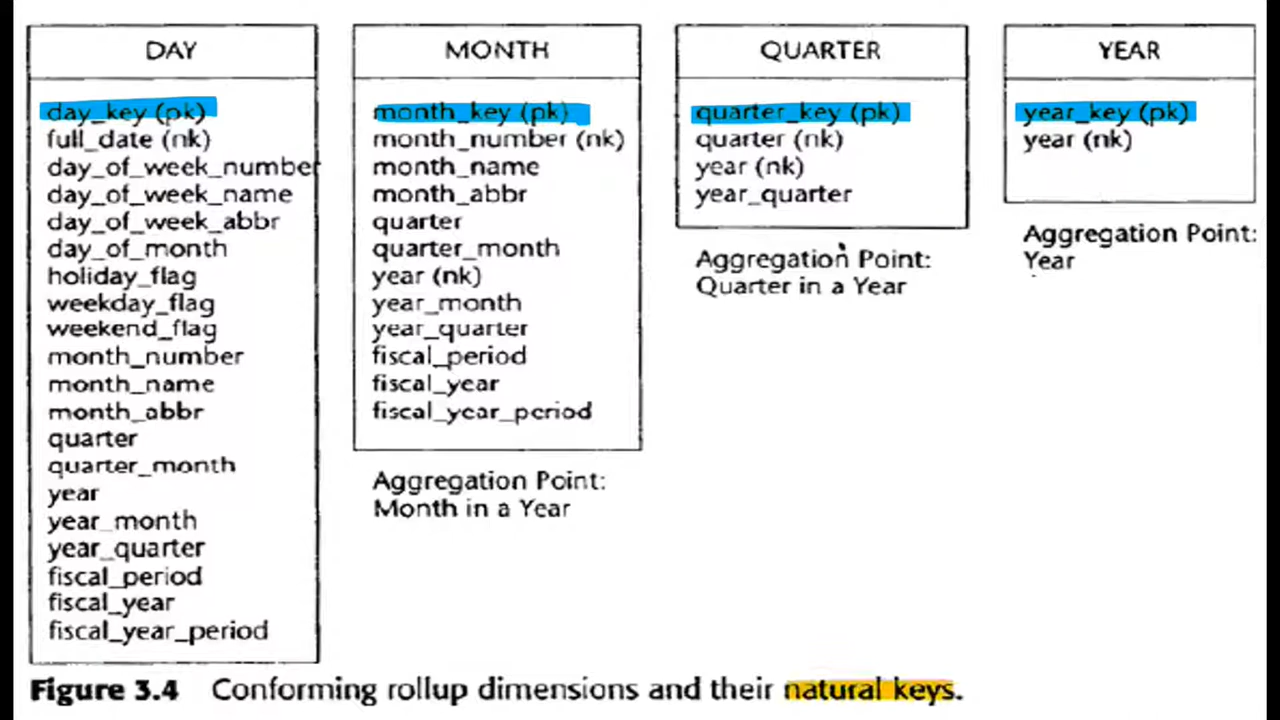 DAY
day_key (pk)
full_date (nk)
day_of_week_number
day_of_week_name
day_of_week_abbr
day_of_month
holiday_flag
weekday_flag
weekend_flag
month_number
month_name
month_abbr
quarter
quarter_month
year
year_month
year_quarter
fiscal_period
fiscal_year
fiscal_year_period
MONTH
month_key (pk)
month_number (nk)
month_name
month_abbr
quarter
quarter_month
year (nk)
year_month
year_quarter
fiscal_period
fiscal_year
fiscal_year_period
Aggregation Point:
Month in a Year
QUARTER
quarter_key (pk)
quarter (nk)
year (nk)
year_quarter
Aggregation Point:
Quarter in a Year
YEAR
year_key (pk)
year (nk)
Aggregation Point:
Year
Figure 3.4 Conforming rollup dimensions and their natural keys.